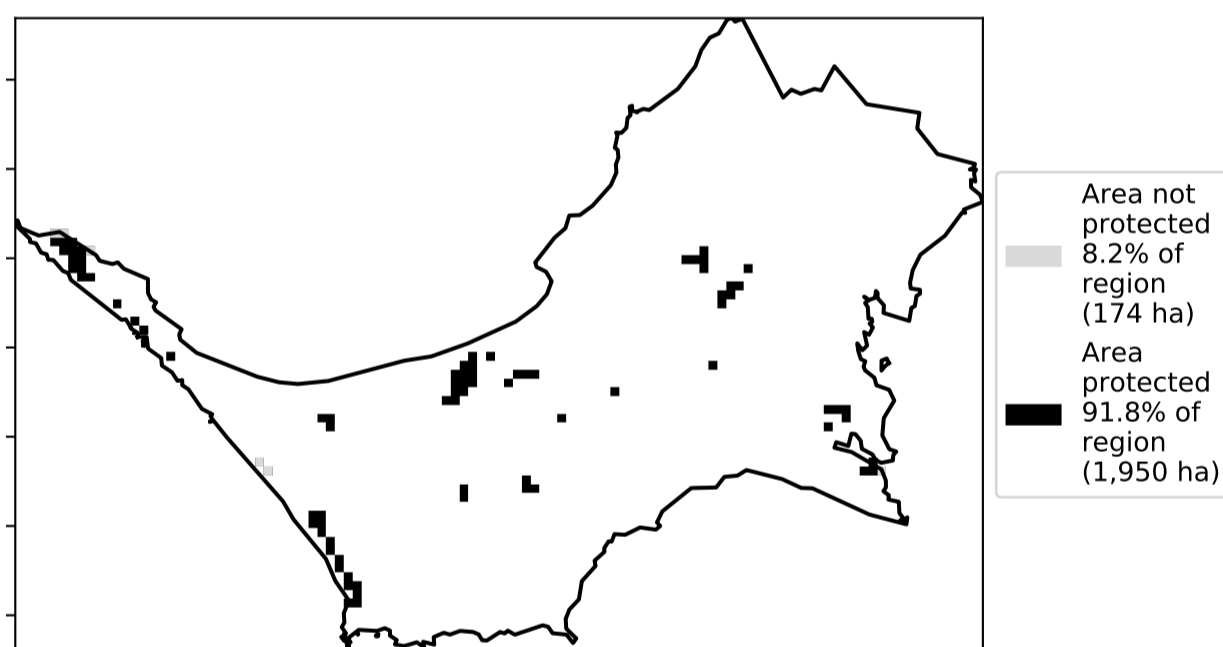 Area not
protected
8.2% of
region
(174 ha)
Area
protected
91.8% of
region
(1,950 ha)